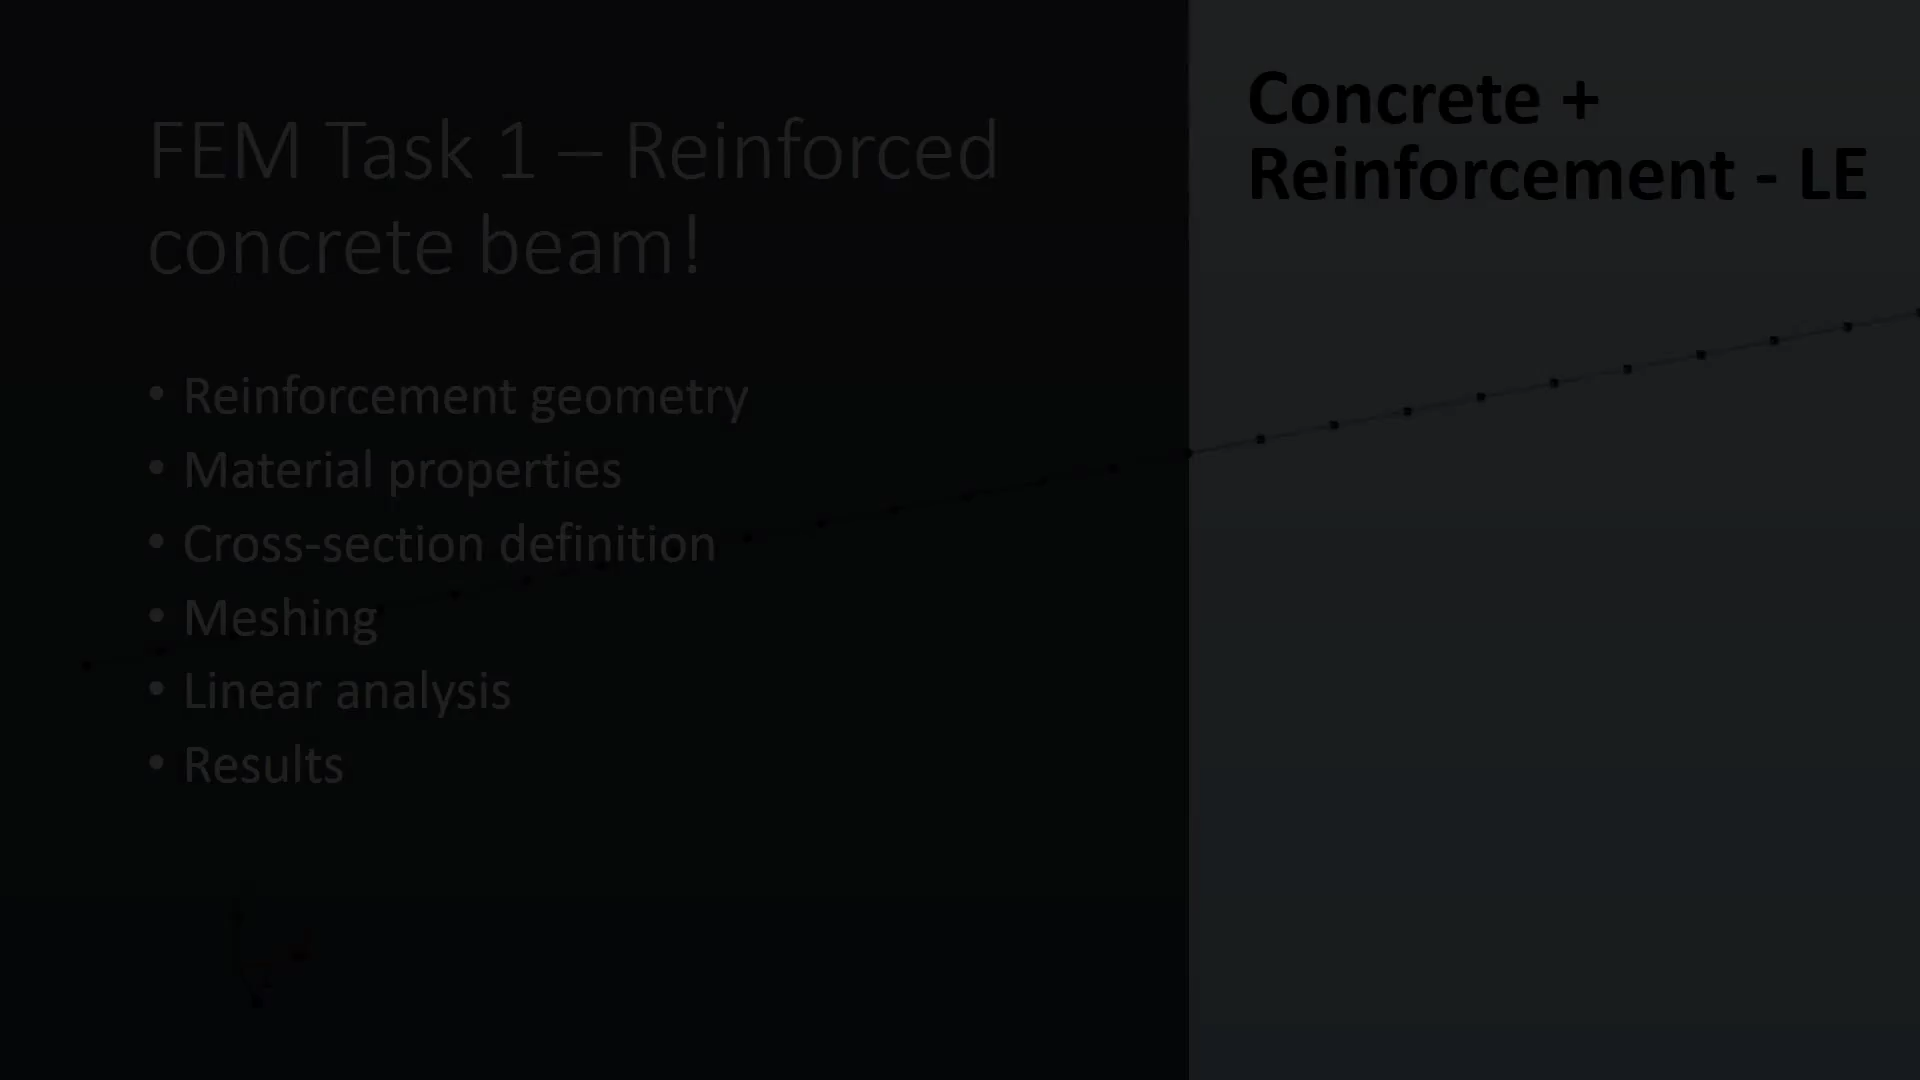 FEM Task 1 – Reinforced
concrete beam!
• Reinforcement geometry
• Material properties
• Cross-section definition
• Meshing
• Linear analysis
• Results
Concrete +
Reinforcement - LE